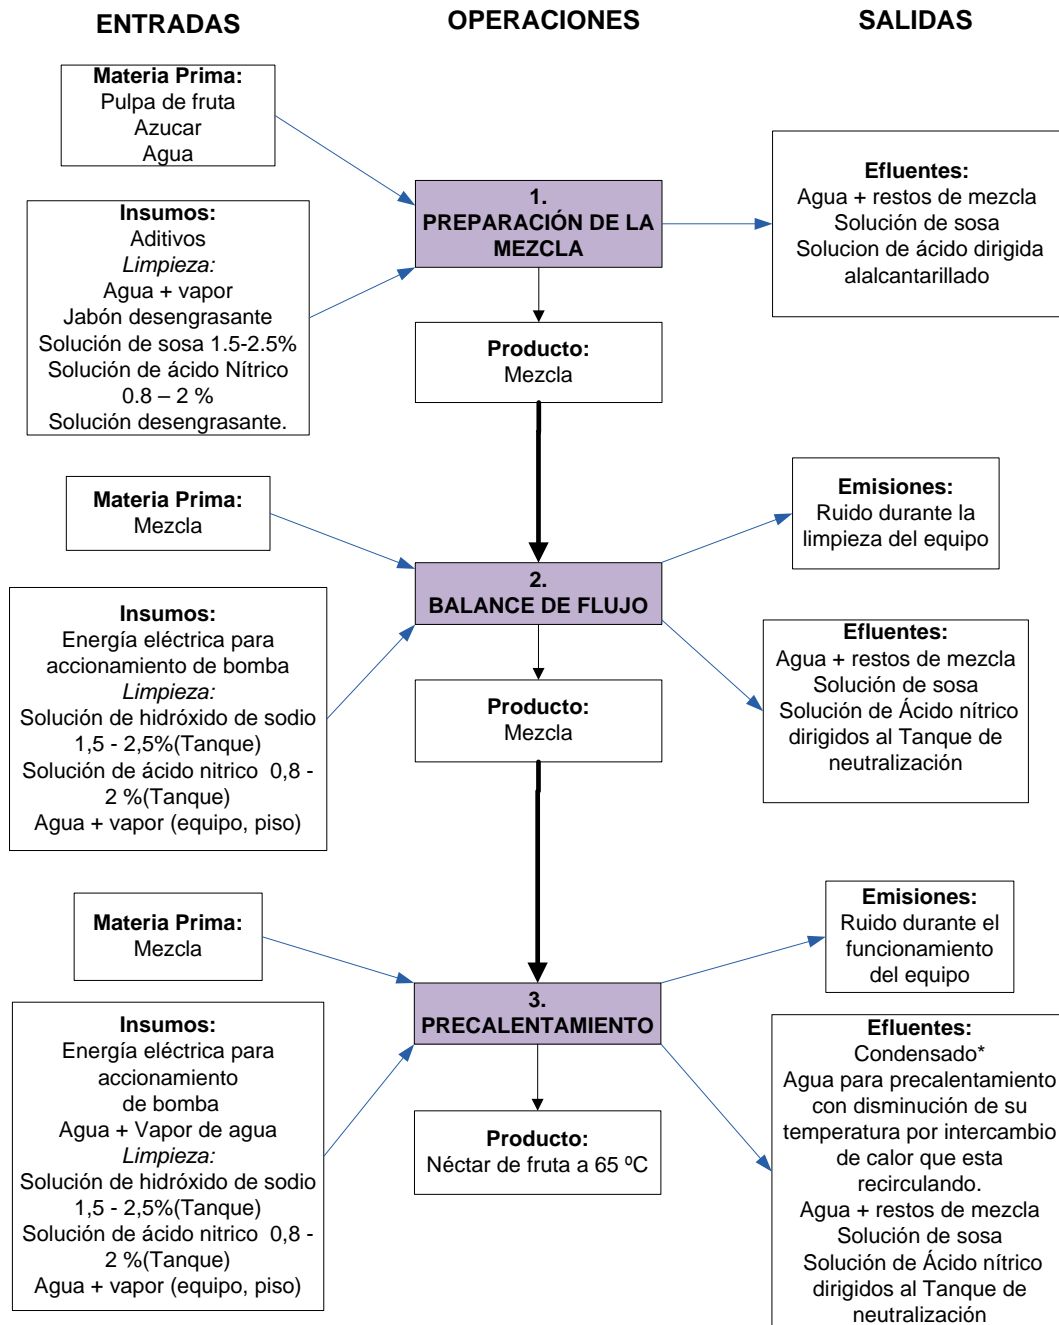 ENTRADAS
OPERACIONES
SALIDAS
Materia Prima:
Pulpa de fruta
Azucar
Agua
Insumos:
Aditivos
Limpieza:
Agua + vapor
Jabón desengrasante
Solución de sosa 1.5-2.5%
Solución de ácido Nítrico
0.8 – 2 %
Solución desengrasante.
1.
PREPARACIÓN DE LA
MEZCLA
Efluentes:
Agua + restos de mezcla
Solución de sosa
Solucion de ácido dirigida
alalcantarillado
Producto:
Mezcla
Materia Prima:
Mezcla
Insumos:
Energía eléctrica para
accionamiento de bomba
Limpieza:
Solución de hidróxido de sodio
1,5 - 2,5%(Tanque)
Solución de ácido nitrico 0,8 -
2 %(Tanque)
Agua + vapor (equipo, piso)
2.
BALANCE DE FLUJO
Emisiones:
Ruido durante la
limpieza del equipo
Efluentes:
Agua + restos de mezcla
Solución de sosa
Solución de Ácido nítrico
dirigidos al Tanque de
neutralización
Producto:
Mezcla
Materia Prima:
Mezcla
Insumos:
Energía eléctrica para
accionamiento
de bomba
Agua + Vapor de agua
Limpieza:
Solución de hidróxido de sodio
1,5 - 2,5%(Tanque)
Solución de ácido nitrico 0,8 -
2 %(Tanque)
Agua + vapor (equipo, piso)
3.
PRECALENTAMIENTO
Emisiones:
Ruido durante el
funcionamiento
del equipo
Efluentes:
Condensado*
Agua para precalentamiento
con disminución de su
temperatura por intercambio
de calor que esta
recirculando.
Agua + restos de mezcla
Solución de sosa
Solución de Ácido nítrico
dirigidos al Tanque de
neutralización
Producto:
Néctar de fruta a 65 ºC